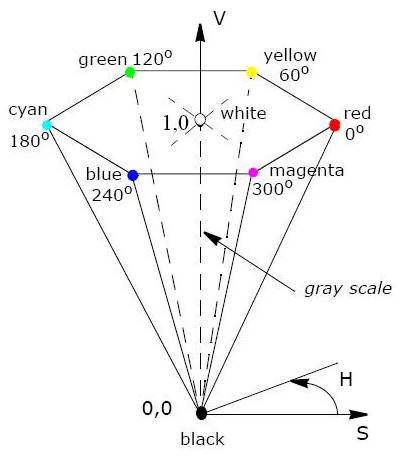 V
green 120°
yellow
60°
cyan
180°
1,0
white
red
0°
blue
240°
magenta
300°
gray scale
H
0,0
S
black